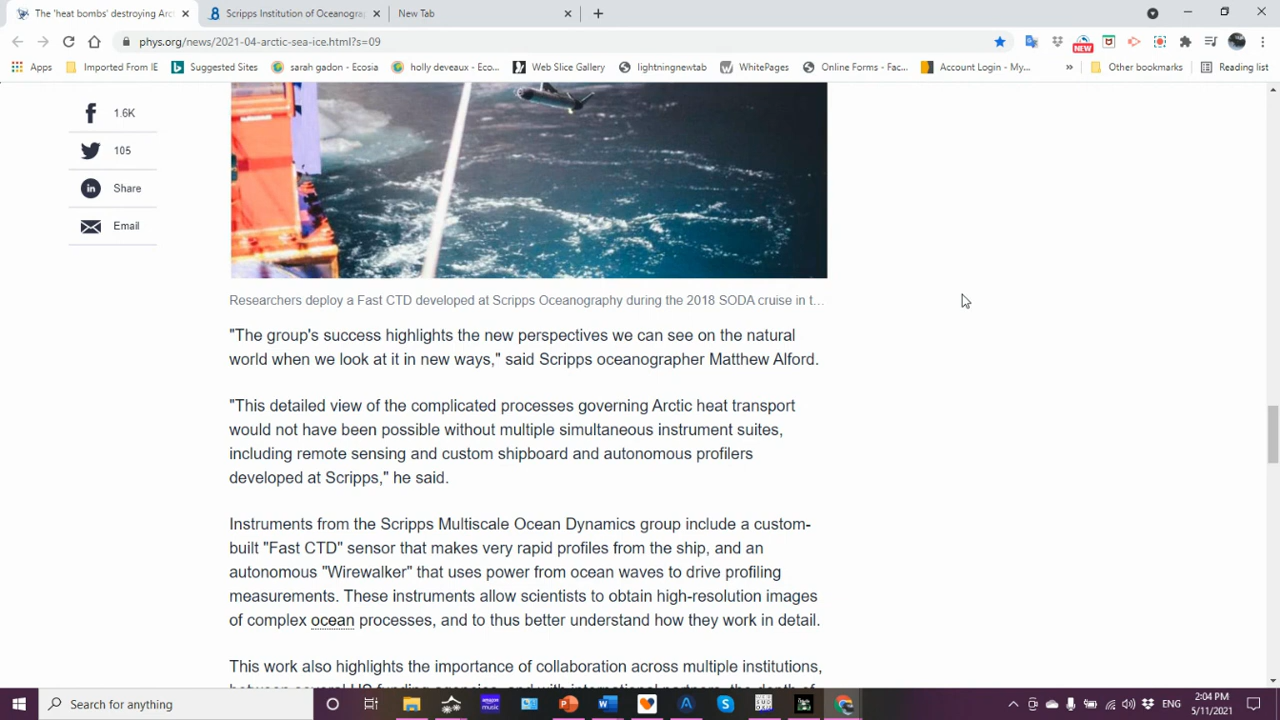 The 'heat bombs' destroying Arc
Scripps Institution of Oceanogra
New Tab
phys.org/news/2021-04-arctic-sea-ice.html?s=09
NEW
Apps
Imported From IE
Suggested Sites
sarah gadon - Ecosia
holly deveaux - Eco...
Web Slice Gallery
lightningnewtab
WhitePages
Online Forms - Fac...
Account Login - My...
»
Other bookmarks
Reading list
1.6K
105
Share
Email
Researchers deploy a Fast CTD developed at Scripps Oceanography during the 2018 SODA cruise in t...
"The group's success highlights the new perspectives we can see on the natural
world when we look at it in new ways," said Scripps oceanographer Matthew Alford.
"This detailed view of the complicated processes governing Arctic heat transport
would not have been possible without multiple simultaneous instrument suites,
including remote sensing and custom shipboard and autonomous profilers
developed at Scripps," he said.
Instruments from the Scripps Multiscale Ocean Dynamics group include a custom-
built "Fast CTD" sensor that makes very rapid profiles from the ship, and an
autonomous "Wirewalker" that uses power from ocean waves to drive profiling
measurements. These instruments allow scientists to obtain high-resolution images
of complex ocean processes, and to thus better understand how they work in detail.
This work also highlights the importance of collaboration across multiple institutions,
Search for anything
amazon music
ENG
2:04 PM
5/11/2021